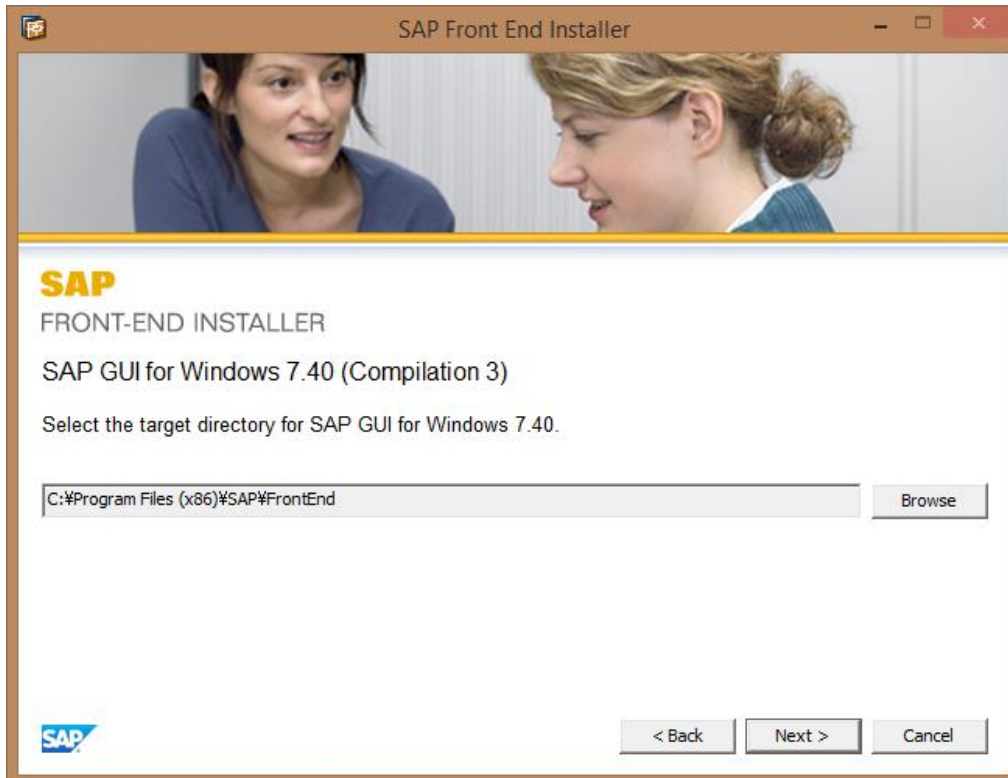 SAP Front End Installer
SAP
FRONT-END INSTALLER
SAP GUI for Windows 7.40 (Compilation 3)
Select the target directory for SAP GUI for Windows 7.40.
C:¥Program Files (x86)¥SAP¥FrontEnd
Browse
SAP
< Back
Next >
Cancel